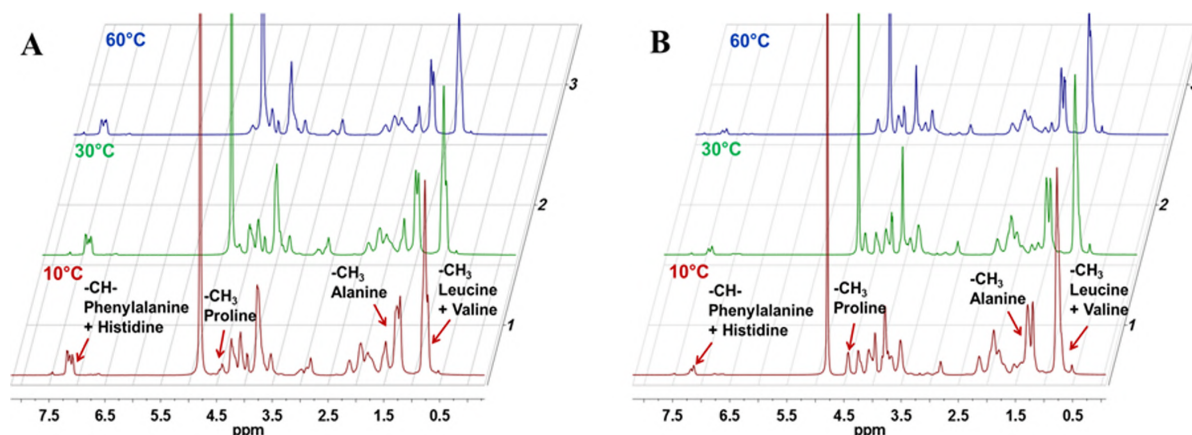 A
60°C
3
30°C
2
10°C
-CH-
Phenylalanine
+ Histidine
-CH3
Proline
-CH3
Alanine
-CH3
Leucine
+ Valine
1
7.5 6.5 5.5 4.5 3.5 2.5 1.5 0.5
ppm
B
60°C
30°C
2
10°C
-CH-
Phenylalanine
+ Histidine
-CH3
Proline
-CH3
Alanine
-CH3
Leucine
+ Valine
1
7.5 6.5 5.5 4.5 3.5 2.5 1.5 0.5
ppm